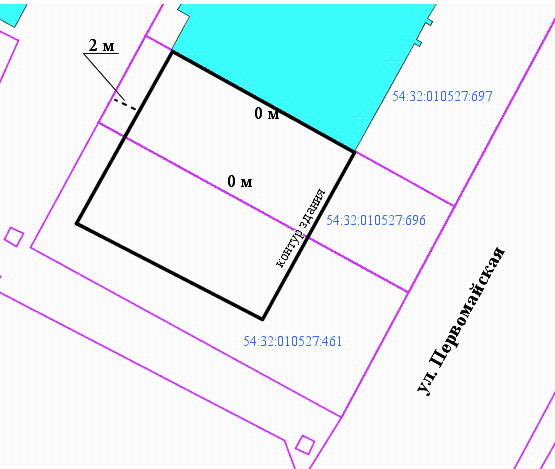 2 м
54:32:010527:697
0 м
0 м
контур здания
54:32:010527:696
ул. Первомайская
54:32:010527:461